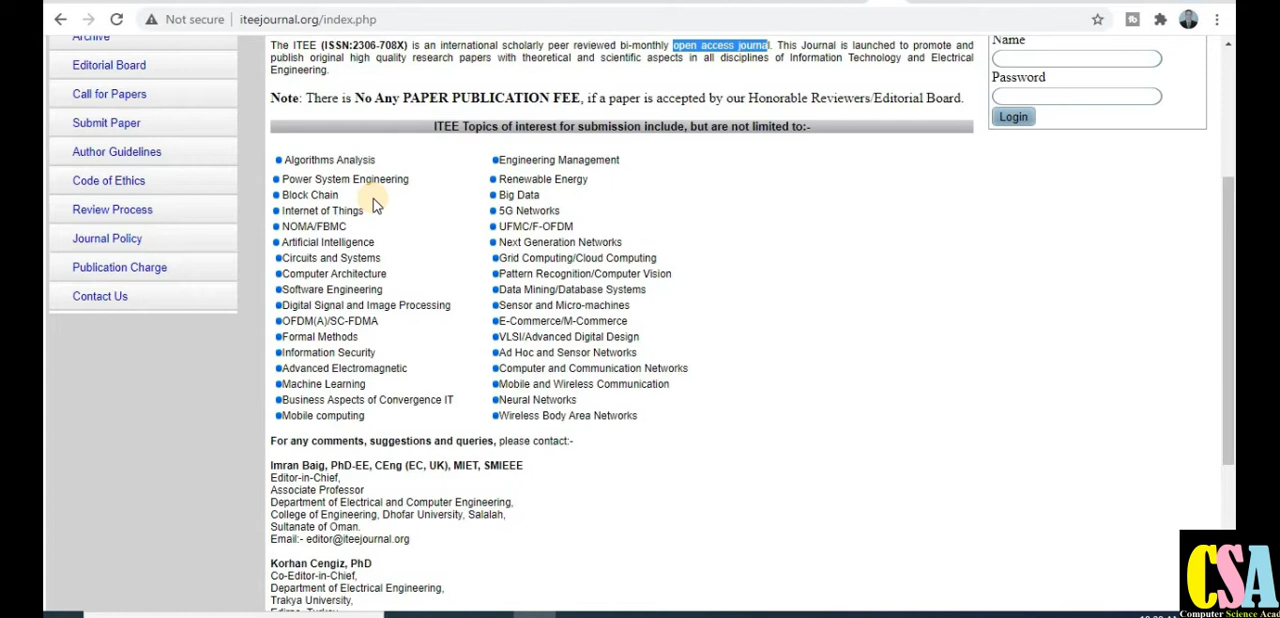 Not secure | iteejournal.org/index.php
Archive
Editorial Board
Call for Papers
Submit Paper
Author Guidelines
Code of Ethics
Review Process
Journal Policy
Publication Charge
Contact Us
The ITEE (ISSN:2306-708X) is an international scholarly peer reviewed bi-monthly open access journal. This Journal is launched to promote and
publish original high quality research papers with theoretical and scientific aspects in all disciplines of Information Technology and Electrical
Engineering.
Note: There is No Any PAPER PUBLICATION FEE, if a paper is accepted by our Honorable Reviewers/Editorial Board.
ITEE Topics of interest for submission include, but are not limited to:-
Algorithms Analysis
Power System Engineering
Block Chain
Internet of Things
NOMA/FBMC
Artificial Intelligence
Circuits and Systems
Computer Architecture
Software Engineering
Digital Signal and Image Processing
OFDM(A)/SC-FDMA
Formal Methods
Information Security
Advanced Electromagnetic
Machine Learning
Business Aspects of Convergence IT
Mobile computing
Engineering Management
Renewable Energy
Big Data
5G Networks
UFMC/F-OFDM
Next Generation Networks
Grid Computing/Cloud Computing
Pattern Recognition/Computer Vision
Data Mining/Database Systems
Sensor and Micro-machines
E-Commerce/M-Commerce
VLSI/Advanced Digital Design
Ad Hoc and Sensor Networks
Computer and Communication Networks
Mobile and Wireless Communication
Neural Networks
Wireless Body Area Networks
For any comments, suggestions and queries, please contact:-
Imran Baig, PhD-EE, CEng (EC, UK), MIET, SMIEEE
Editor-in-Chief,
Associate Professor
Department of Electrical and Computer Engineering,
College of Engineering, Dhofar University, Salalah,
Sultanate of Oman.
Email:- editor@iteejournal.org
Korhan Cengiz, PhD
Co-Editor-in-Chief,
Department of Electrical Engineering,
Trakya University,
Name
Password
Login
CSA
Computer Science